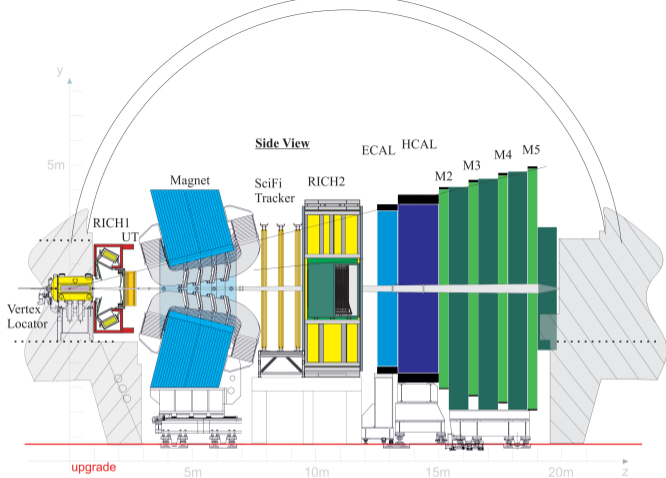 y
5m
Side View
ECAL
HCAL
M2
M3
M4
M5
Magnet
SciFi
Tracker
RICH2
RICH1
UT
Vertex
Locator
upgrade
5m
10m
15m
20m
z